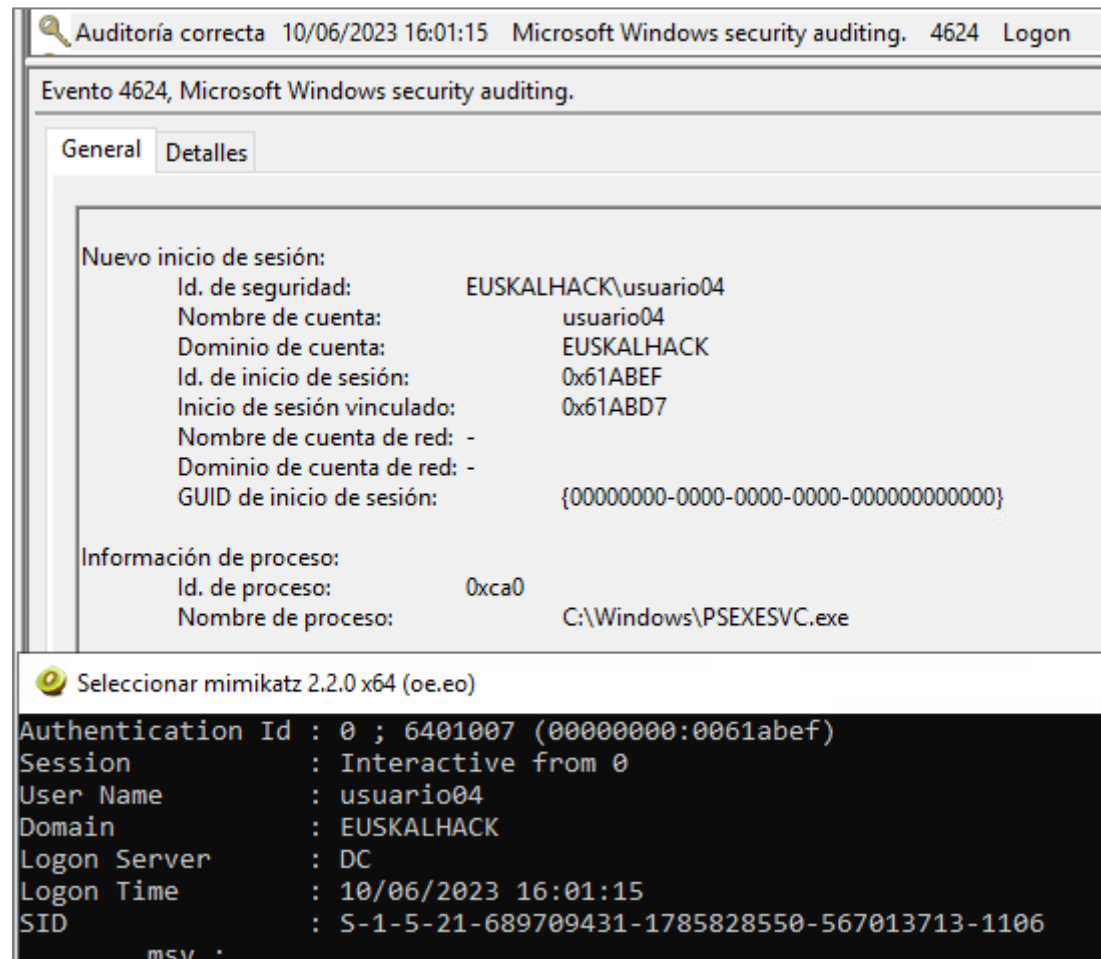 Auditoría correcta 10/06/2023 16:01:15 Microsoft Windows security auditing. 4624 Logon
Evento 4624, Microsoft Windows security auditing.
General Detalles
Nuevo inicio de sesión:
Id. de seguridad: EUSKALHACK\usuario04
Nombre de cuenta: usuario04
Dominio de cuenta: EUSKALHACK
Id. de inicio de sesión: 0x61ABEF
Inicio de sesión vinculado: 0x61ABD7
Nombre de cuenta de red: -
Dominio de cuenta de red: -
GUID de inicio de sesión: {00000000-0000-0000-0000-000000000000}
Información de proceso:
Id. de proceso: 0xca0
Nombre de proceso: C:\Windows\PSEXESVC.exe
Seleccionar mimikatz 2.2.0 x64 (oe.eo)
Authentication Id : 0 ; 6401007 (00000000:0061abef)
Session : Interactive from 0
User Name : usuario04
Domain : EUSKALHACK
Logon Server : DC
Logon Time : 10/06/2023 16:01:15
SID : S-1-5-21-689709431-1785828550-567013713-1106
msv :